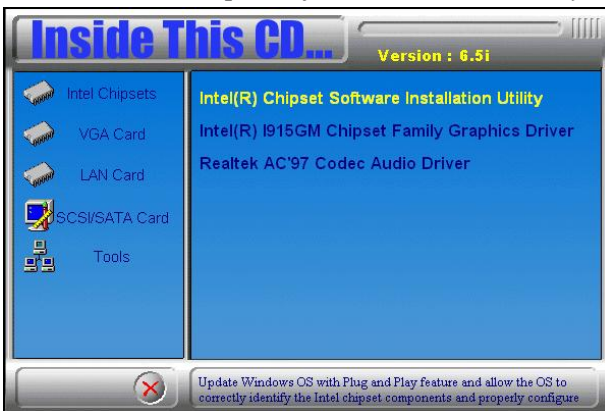 Inside This CD...
Version : 6.5i
Intel Chipsets
VGA Card
LAN Card
SCSI/SATA Card
Tools
Intel(R) Chipset Software Installation Utility
Intel(R) I915GM Chipset Family Graphics Driver
Realtek AC'97 Codec Audio Driver
Update Windows OS with Plug and Play feature and allow the OS to
correctly identify the Intel chipset components and properly configure